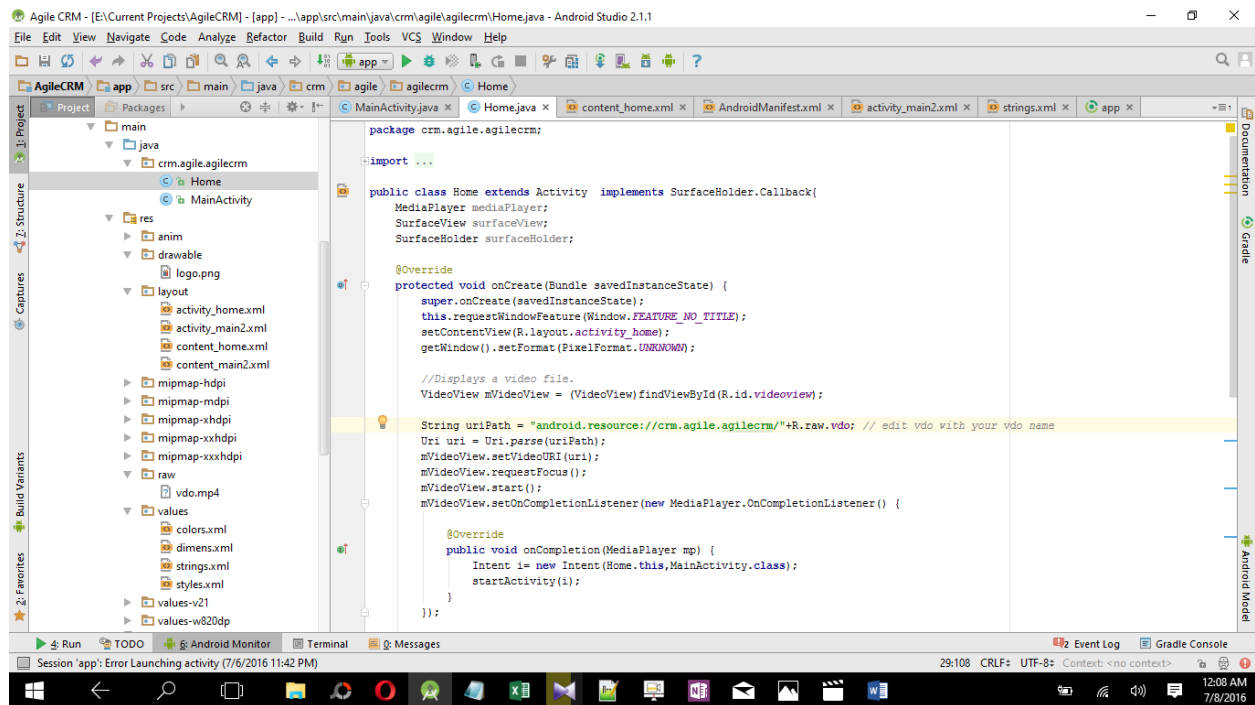 Agile CRM - [E:\Current Projects\AgileCRM] - [app] - ...\app\src\main\java\crm\agile\agilecrm\Home.java - Android Studio 2.1.1
File Edit View Navigate Code Analyze Refactor Build Run Tools VCS Window Help
app
AgileCRM app src main java crm agile agilecrm Home
Project Packages MainActivity.java Home.java content_home.xml AndroidManifest.xml activity_main2.xml strings.xml app
1: Project
7: Structure
Captures
Build Variants
2: Favorites
main
java
crm.agile.agilecrm
Home
MainActivity
res
anim
drawable
logo.png
layout
activity_home.xml
activity_main2.xml
content_home.xml
content_main2.xml
mipmap-hdpi
mipmap-mdpi
mipmap-xhdpi
mipmap-xxhdpi
mipmap-xxxhdpi
raw
vdo.mp4
values
colors.xml
dimens.xml
strings.xml
styles.xml
values-v21
values-w820dp
package crm.agile.agilecrm;
import ...
public class Home extends Activity  implements SurfaceHolder.Callback{
MediaPlayer mediaPlayer;
SurfaceView surfaceView;
SurfaceHolder surfaceHolder;
@Override
protected void onCreate(Bundle savedInstanceState) {
super.onCreate(savedInstanceState);
this.requestWindowFeature(Window.FEATURE_NO_TITLE);
setContentView(R.layout.activity_home);
getWindow().setFormat(PixelFormat.UNKNOWN);
//Displays a video file.
VideoView mVideoView = (VideoView)findViewById(R.id.videoview);
String uriPath = "android.resource://crm.agile.agilecrm/"+R.raw.vdo; // edit vdo with your vdo name
Uri uri = Uri.parse(uriPath);
mVideoView.setVideoURI(uri);
mVideoView.requestFocus();
mVideoView.start();
mVideoView.setOnCompletionListener(new MediaPlayer.OnCompletionListener() {
@Override
public void onCompletion(MediaPlayer mp) {
Intent i= new Intent(Home.this,MainActivity.class);
startActivity(i);
}
});
Documentation
Gradle
Android Model
4: Run TODO 6: Android Monitor Terminal 0: Messages 2 Event Log Gradle Console
Session 'app': Error Launching activity (7/6/2016 11:42 PM) 29:108 CRLF UTF-8 Context: <no context>
12:08 AM
7/8/2016